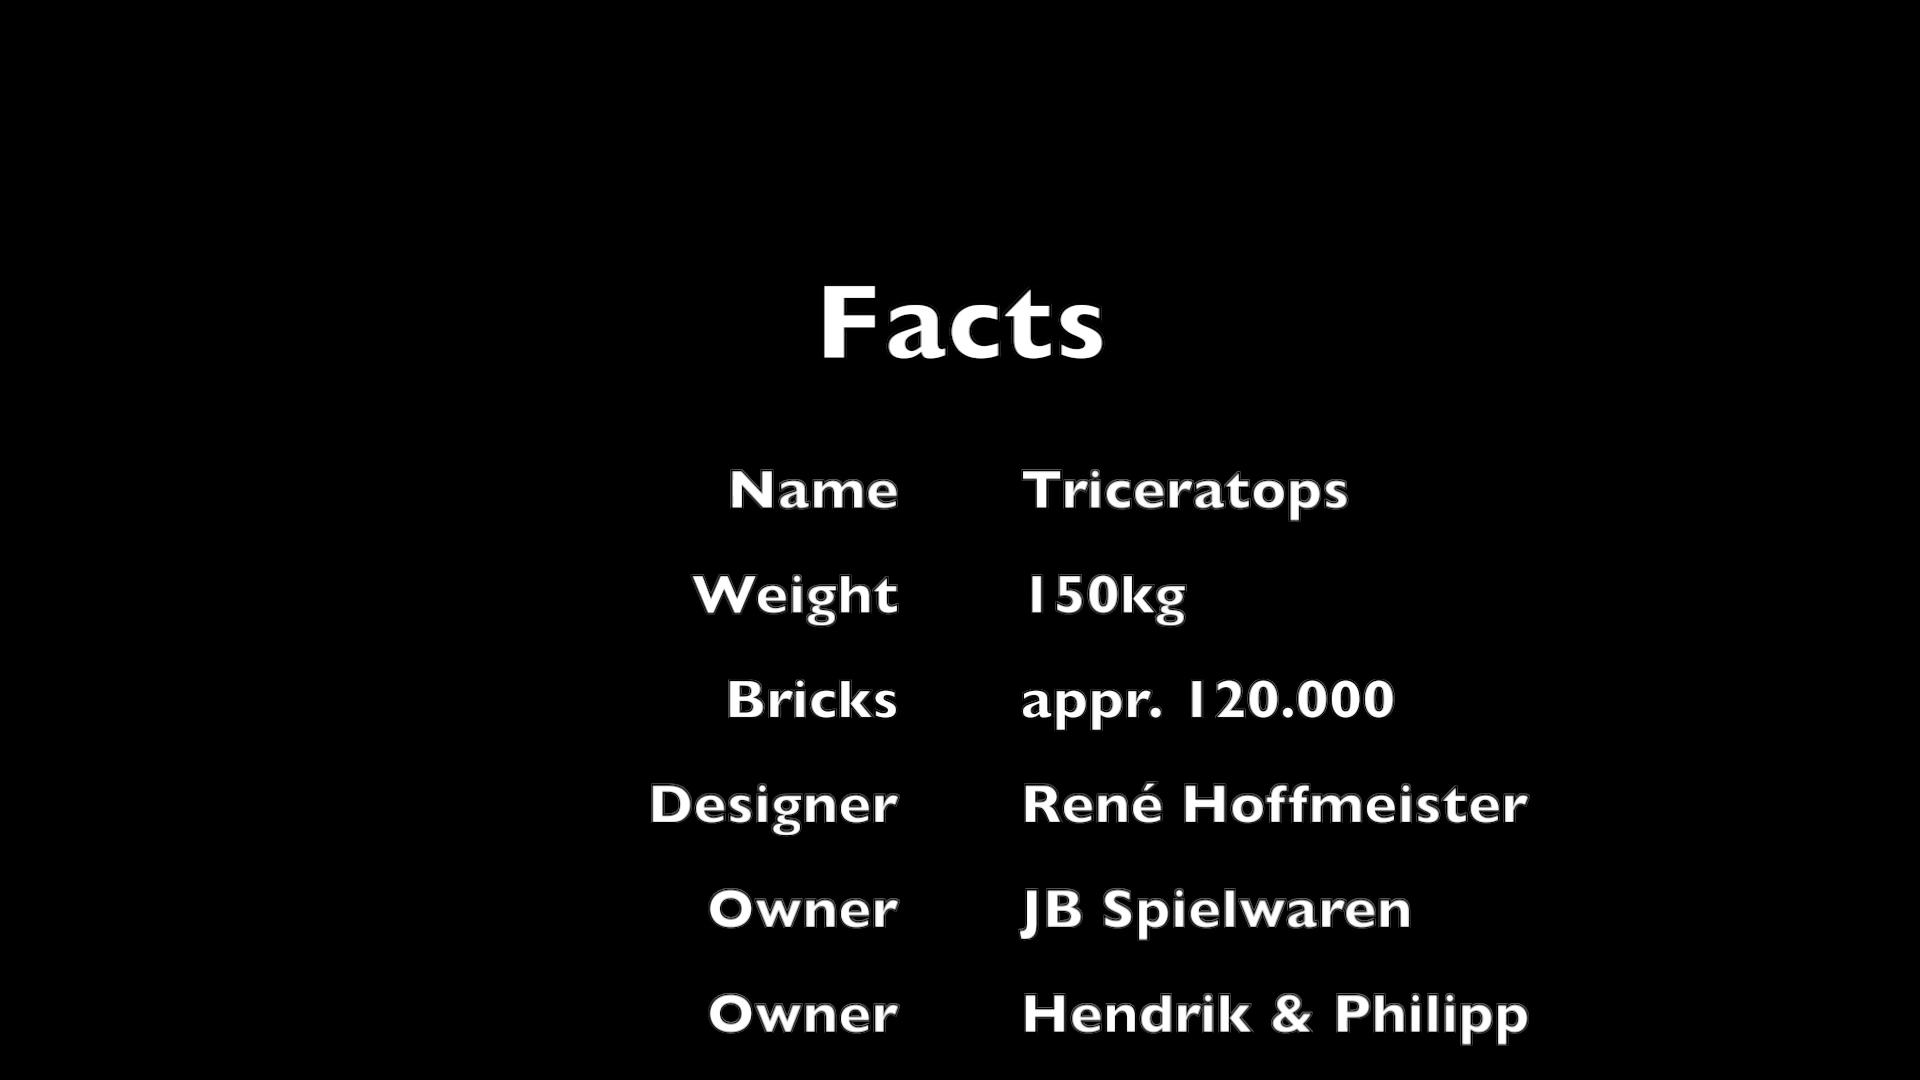 Facts
Name Triceratops
Weight 150kg
Bricks appr. 120.000
Designer René Hoffmeister
Owner JB Spielwaren
Owner Hendrik & Philipp